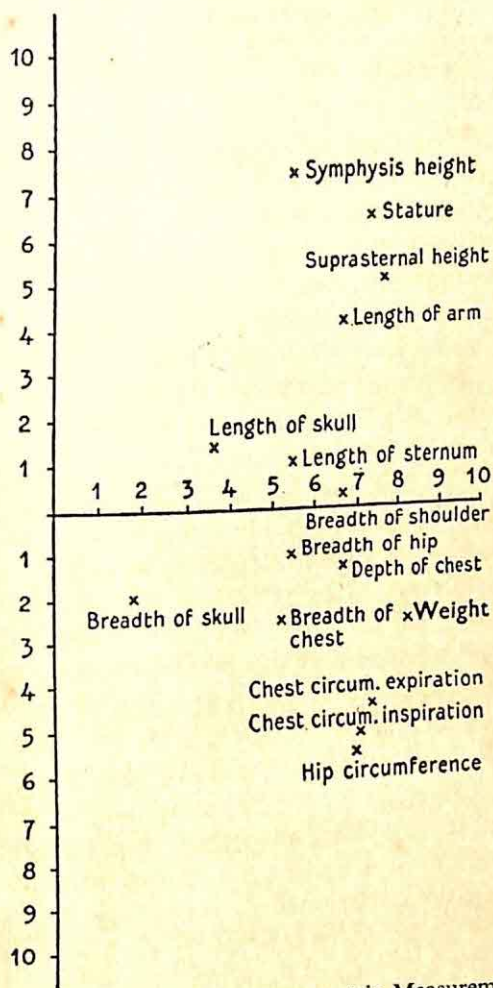 10
9
8
x Symphysis height
7
x Stature
6
Suprasternal height
x
5
x Length of arm
4
3
2
Length of skull
x
x Length of sternum
1
1 2 3 4 5 6 7 8 9 10
x
Breadth of shoulder
x Breadth of hip
1
x Depth of chest
2
x
Breadth of skull
x Breadth of
chest
x Weight
3
4
Chest circum. expiration
x
Chest circum. inspiration
x
5
x
Hip circumference
6
7
8
9
10